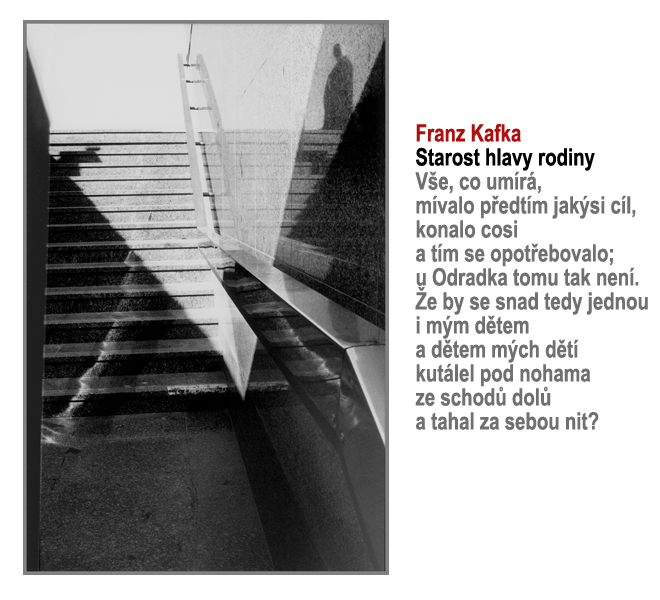 Franz Kafka
Starost hlavy rodiny
Vše, co umírá,
mívalo předtím jakýsi cíl,
konalo cosi
a tím se opotřebovalo;
u Odradka tomu tak není.
Že by se snad tedy jednou
i mým dětem
a dětem mých dětí
kutálel pod nohama
ze schodů dolů
a tahal za sebou nit?